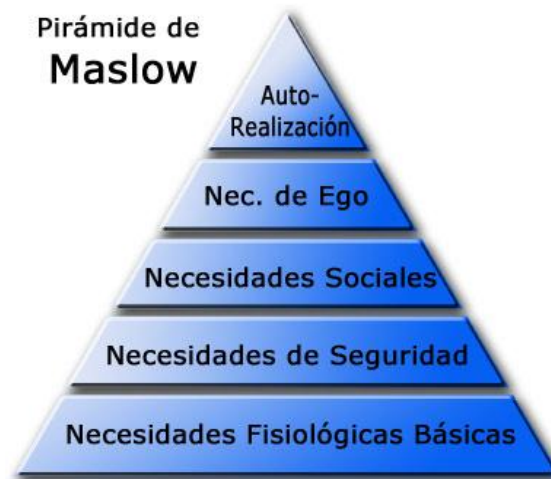 Pirámide de
Maslow
Auto-
Realización
Nec. de Ego
Necesidades Sociales
Necesidades de Seguridad
Necesidades Fisiológicas Básicas